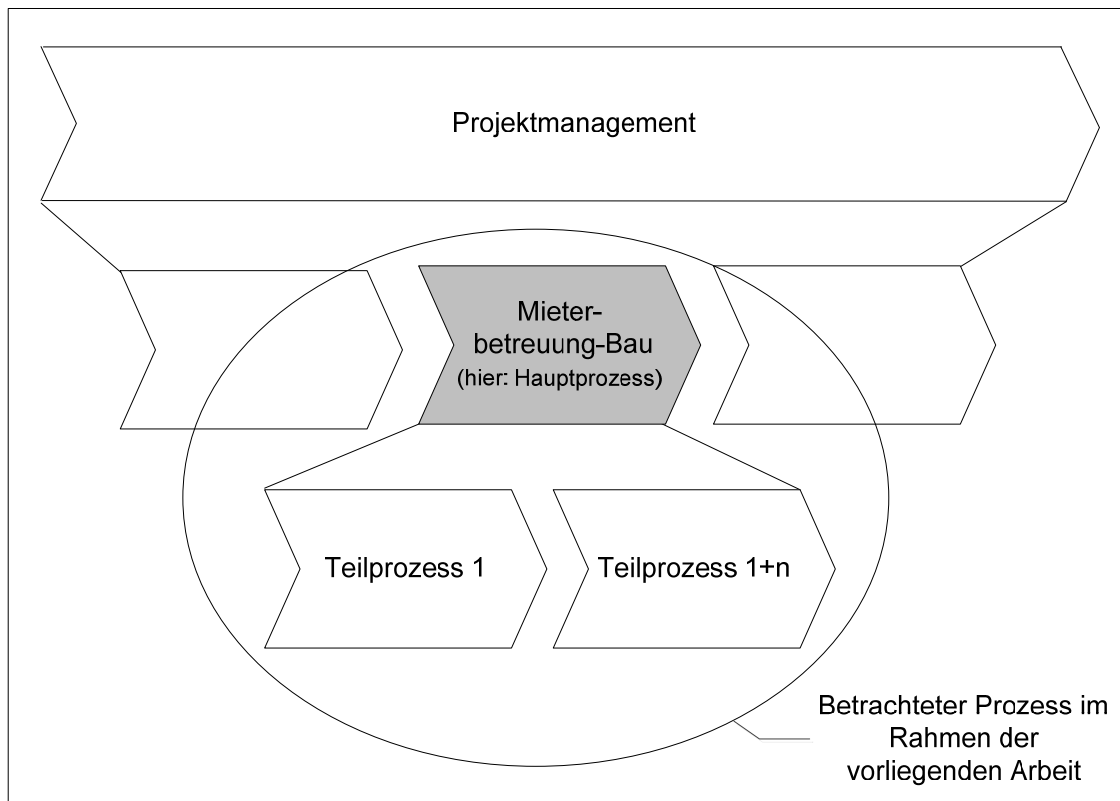 Projektmanagement
Mieter-
betreuung-Bau
(hier: Hauptprozess)
Teilprozess 1
Teilprozess 1+n
Betrachteter Prozess im
Rahmen der
vorliegenden Arbeit